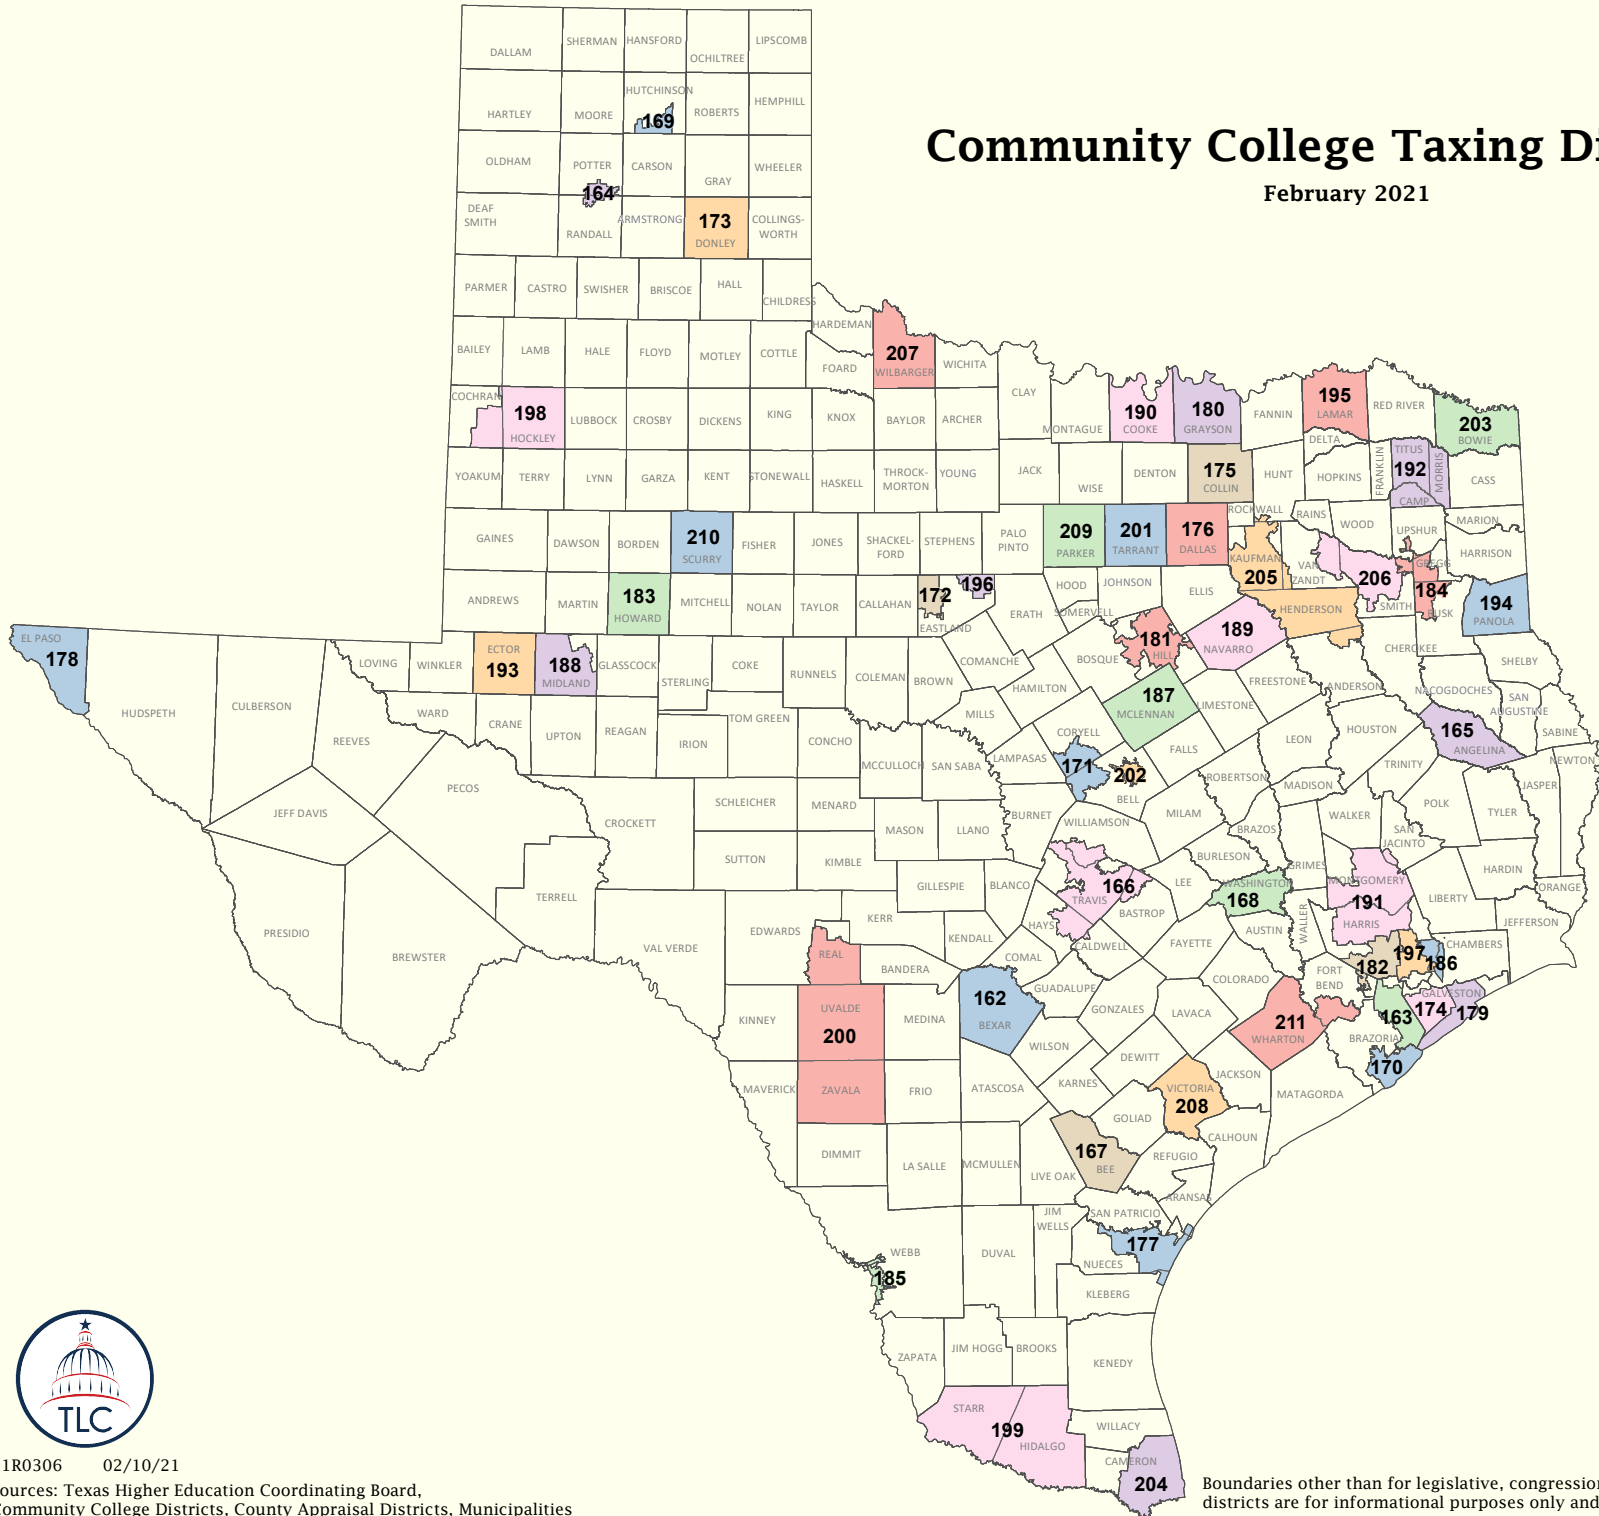 Community College Taxing Di
February 2021
DALLAM
SHERMAN
HANSFORD
OCHILTREE
LIPSCOMB
HARTLEY
MOORE
HUTCHINSON
169
ROBERTS
HEMPHILL
OLDHAM
POTTER
164
CARSON
GRAY
WHEELER
DEAF
SMITH
RANDALL
ARMSTRONG
173
DONLEY
COLLINGS-
WORTH
PARMER
CASTRO
SWISHER
BRISCOE
HALL
CHILDRESS
HARDEMAN
BAILEY
LAMB
HALE
FLOYD
MOTLEY
COTTLE
FOARD
207
WILBARGER
WICHITA
CLAY
COCHRAN
198
HOCKLEY
LUBBOCK
CROSBY
DICKENS
KING
KNOX
BAYLOR
ARCHER
MONTAGUE
190
COOKE
180
GRAYSON
FANNIN
195
LAMAR
RED RIVER
203
BOWIE
DELTA
YOAKUM
TERRY
LYNN
GARZA
KENT
STONEWALL
HASKELL
THROCK-
MORTON
YOUNG
JACK
WISE
DENTON
175
COLLIN
HUNT
HOPKINS
FRANKLIN
TITUS
192
MORRIS
CAMP
CASS
GAINES
DAWSON
BORDEN
210
SCURRY
FISHER
JONES
SHACKEL-
FORD
STEPHENS
PALO
PINTO
209
PARKER
201
TARRANT
176
DALLAS
ROCKWALL
RAINS
WOOD
UPSHUR
MARION
HARRISON
KAUFMAN
205
VAN
ZANDT
206
SMITH
GREGG
184
RUSK
194
PANOLA
ANDREWS
MARTIN
183
HOWARD
MITCHELL
NOLAN
TAYLOR
CALLAHAN
172
EASTLAND
196
ERATH
HOOD
SOMERVELL
JOHNSON
ELLIS
HENDERSON
EL PASO
178
HUDSPETH
CULBERSON
LOVING
WINKLER
ECTOR
193
188
MIDLAND
GLASSCOCK
STERLING
COKE
RUNNELS
COLEMAN
BROWN
COMANCHE
HAMILTON
BOSQUE
181
HILL
189
NAVARRO
CHEROKEE
SHELBY
REEVES
WARD
CRANE
UPTON
REAGAN
IRION
TOM GREEN
CONCHO
MCCULLOCH
SAN SABA
MILLS
LAMPASAS
CORYELL
171
187
MCLENNAN
202
BELL
FALLS
LIMESTONE
FREESTONE
ANDERSON
NACOGDOCHES
SAN
AUGUSTINE
SABINE
165
ANGELINA
HOUSTON
LEON
TRINITY
NEWTON
JASPER
JEFF DAVIS
PECOS
CROCKETT
SCHLEICHER
MENARD
MASON
LLANO
BURNET
WILLIAMSON
MILAM
ROBERTSON
MADISON
BRAZOS
WALKER
SAN
JACINTO
POLK
TYLER
PRESIDIO
BREWSTER
TERRELL
SUTTON
KIMBLE
GILLESPIE
BLANCO
166
TRAVIS
BASTROP
LEE
BURLESON
WASHINGTON
168
GRIMES
MONTGOMERY
191
HARRIS
LIBERTY
HARDIN
ORANGE
JEFFERSON
CHAMBERS
VAL VERDE
EDWARDS
KERR
REAL
BANDERA
KENDALL
HAYS
COMAL
CALDWELL
FAYETTE
AUSTIN
WALLER
FORT
BEND
182
197
186
KINNEY
UVALDE
200
MEDINA
162
BEXAR
GUADALUPE
GONZALES
LAVACA
COLORADO
211
WHARTON
GALVESTON
163
174
179
BRAZORIA
170
WILSON
MAVERICK
ZAVALA
FRIO
ATASCOSA
KARNES
DEWITT
VICTORIA
208
JACKSON
MATAGORDA
GOLIAD
CALHOUN
DIMMIT
LA SALLE
MCMULLEN
LIVE OAK
167
BEE
REFUGIO
ARANSAS
SAN PATRICIO
WEBB
185
DUVAL
JIM
WELLS
177
NUECES
KLEBERG
ZAPATA
JIM HOGG
BROOKS
KENEDY
STARR
199
HIDALGO
WILLACY
CAMERON
204
TLC
1R0306 02/10/21
ources: Texas Higher Education Coordinating Board,
ommunity College Districts, County Appraisal Districts, Municipalities
Boundaries other than for legislative, congression
districts are for informational purposes only and